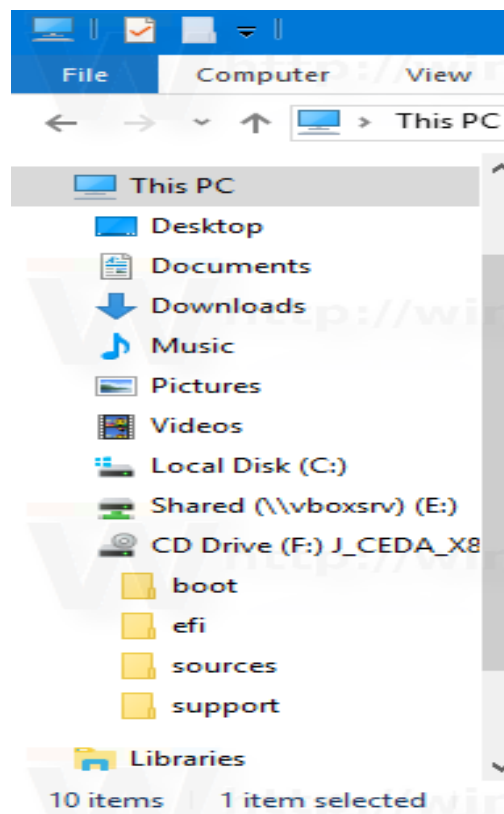 File Computer View
This PC
This PC
Desktop
Documents
Downloads
Music
Pictures
Videos
Local Disk (C:)
Shared (\\vboxsrv) (E:)
CD Drive (F:) J_CEDA_X8
boot
efi
sources
support
Libraries
10 items 1 item selected